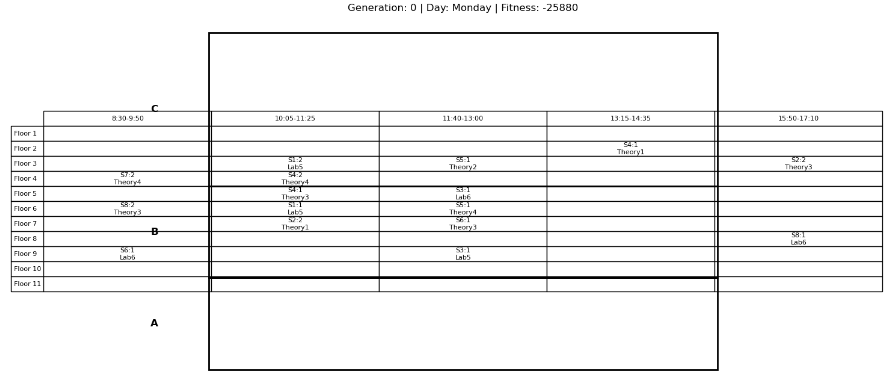 Generation: 0 | Day: Monday | Fitness: -25880
C
8:30-9:50 10:05-11:25 11:40-13:00 13:15-14:35 15:50-17:10
Floor 1
Floor 2 S4:1 Theory1
Floor 3 S1:2 Lab5 S5:1 Theory2 S2:2 Theory3
Floor 4 S7:2 Theory4 S4:2 Theory4
Floor 5 S4:1 Theory3 S3:1 Lab6
Floor 6 S8:2 Theory3 S1:1 Lab5 S5:1 Theory4
Floor 7 S2:2 Theory1 S6:1 Theory3
B
Floor 8 S8:1 Lab6
Floor 9 S6:1 Lab6 S3:1 Lab5
Floor 10
Floor 11
A